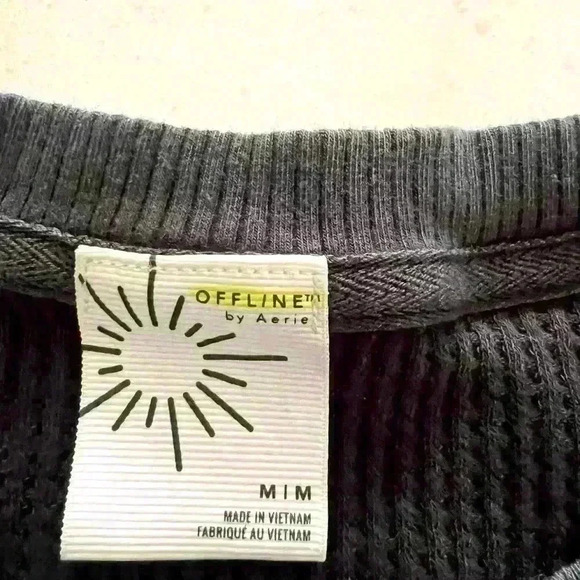 OFFLINE™
by Aerie
M|M
MADE IN VIETNAM
FABRIQUÉ AU VIETNAM